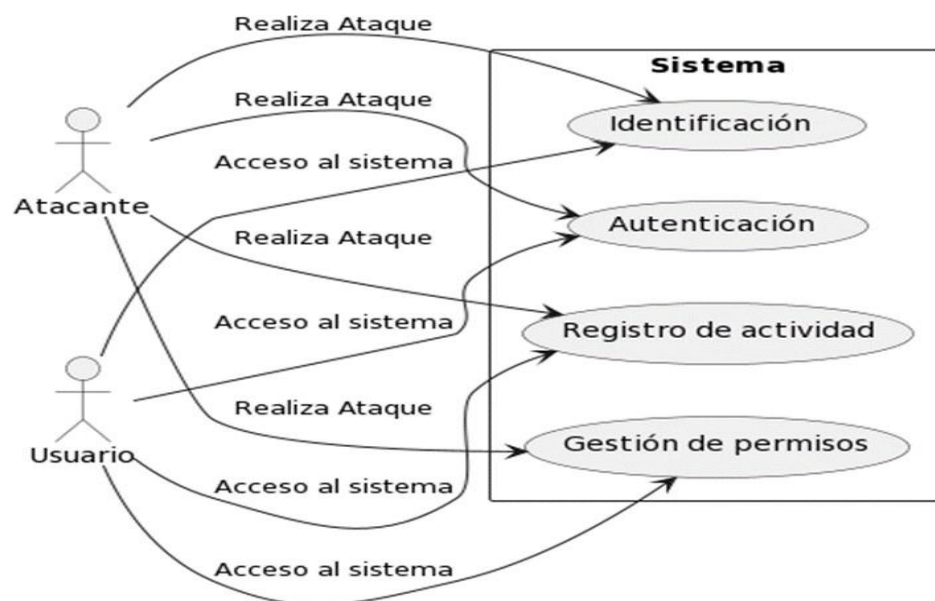 Realiza Ataque
Sistema
Identificación
Realiza Ataque
Acceso al sistema
Atacante
Autenticación
Realiza Ataque
Acceso al sistema
Registro de actividad
Realiza Ataque
Gestión de permisos
Usuario
Acceso al sistema
Acceso al sistema